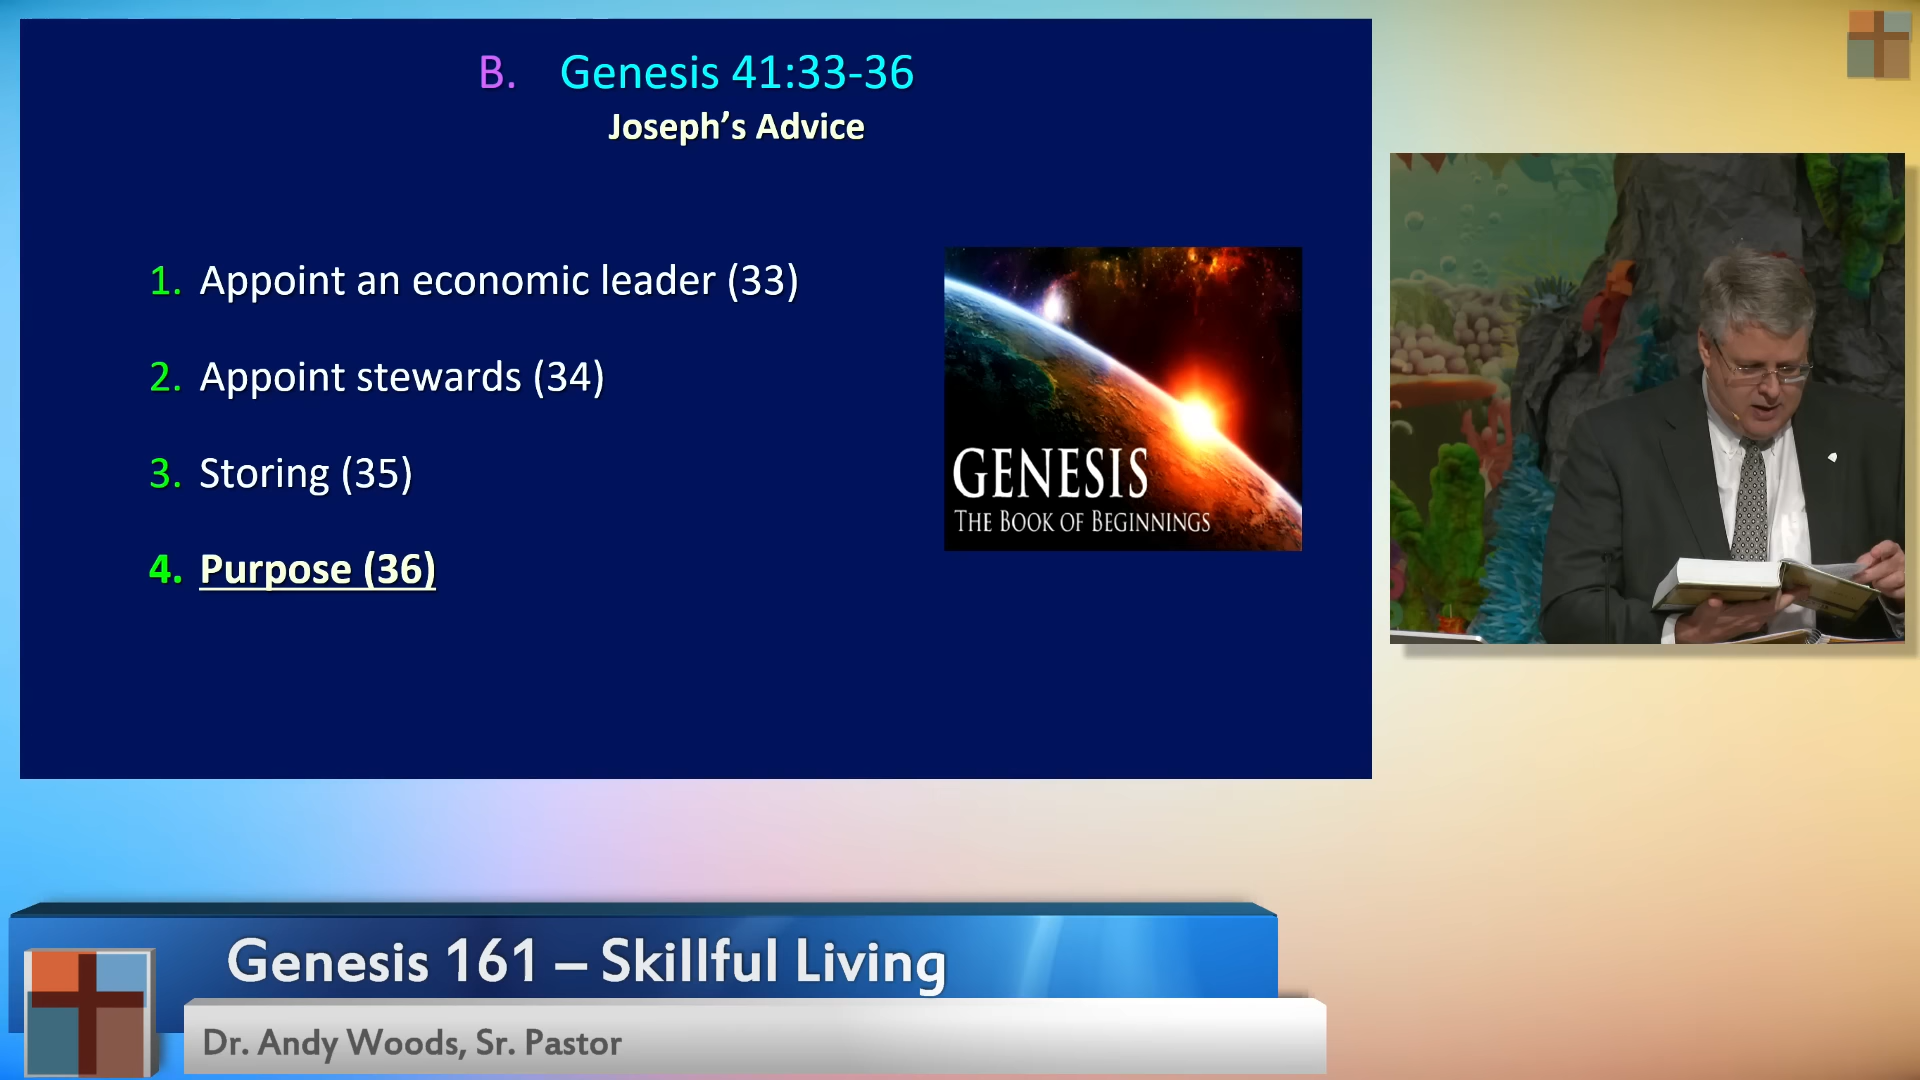 B. Genesis 41:33-36
Joseph’s Advice
1. Appoint an economic leader (33)
2. Appoint stewards (34)
3. Storing (35)
4. Purpose (36)
GENESIS
THE BOOK OF BEGINNINGS
Genesis 161 – Skillful Living
Dr. Andy Woods, Sr. Pastor